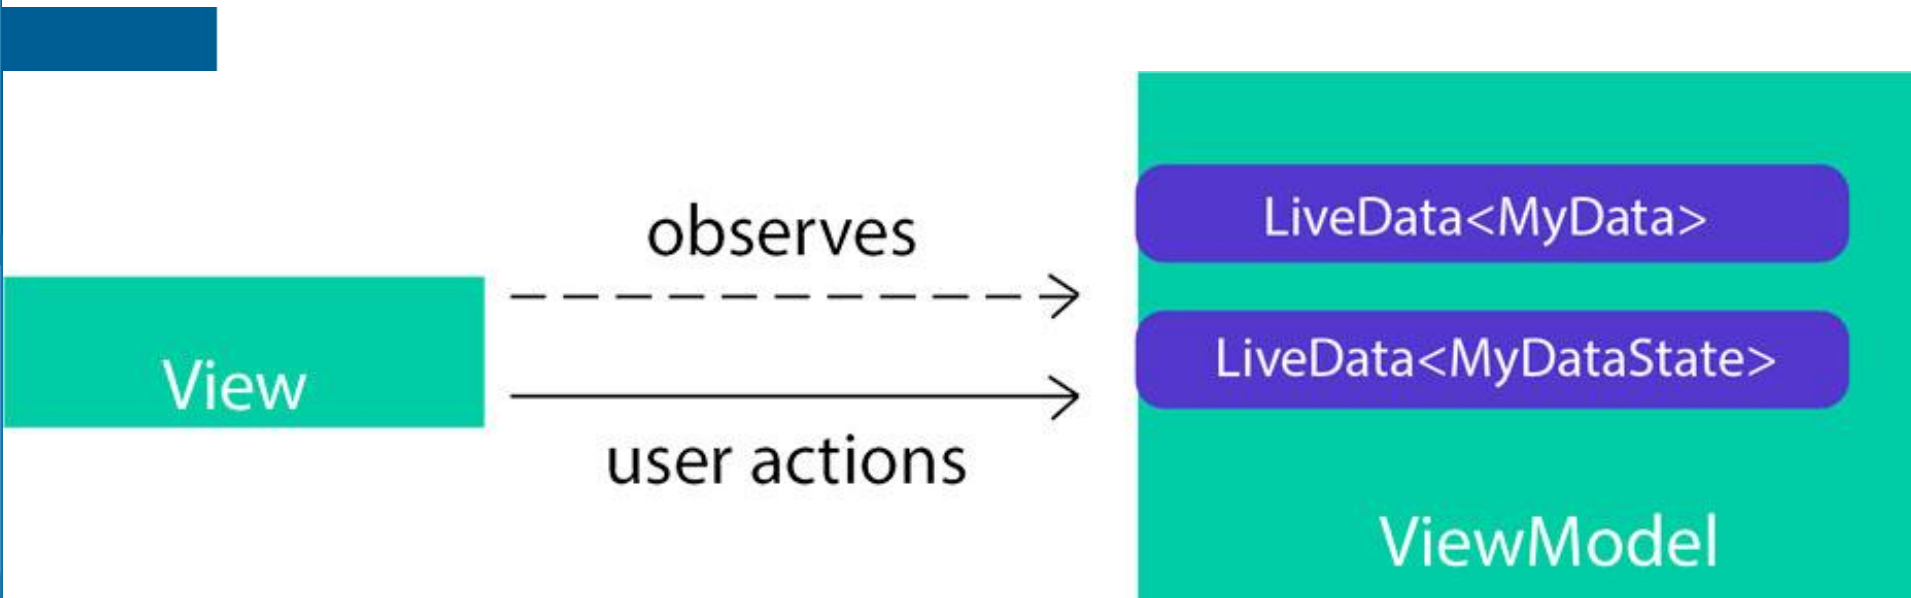 observes
LiveData<MyData>
View
LiveData<MyDataState>
user actions
ViewModel